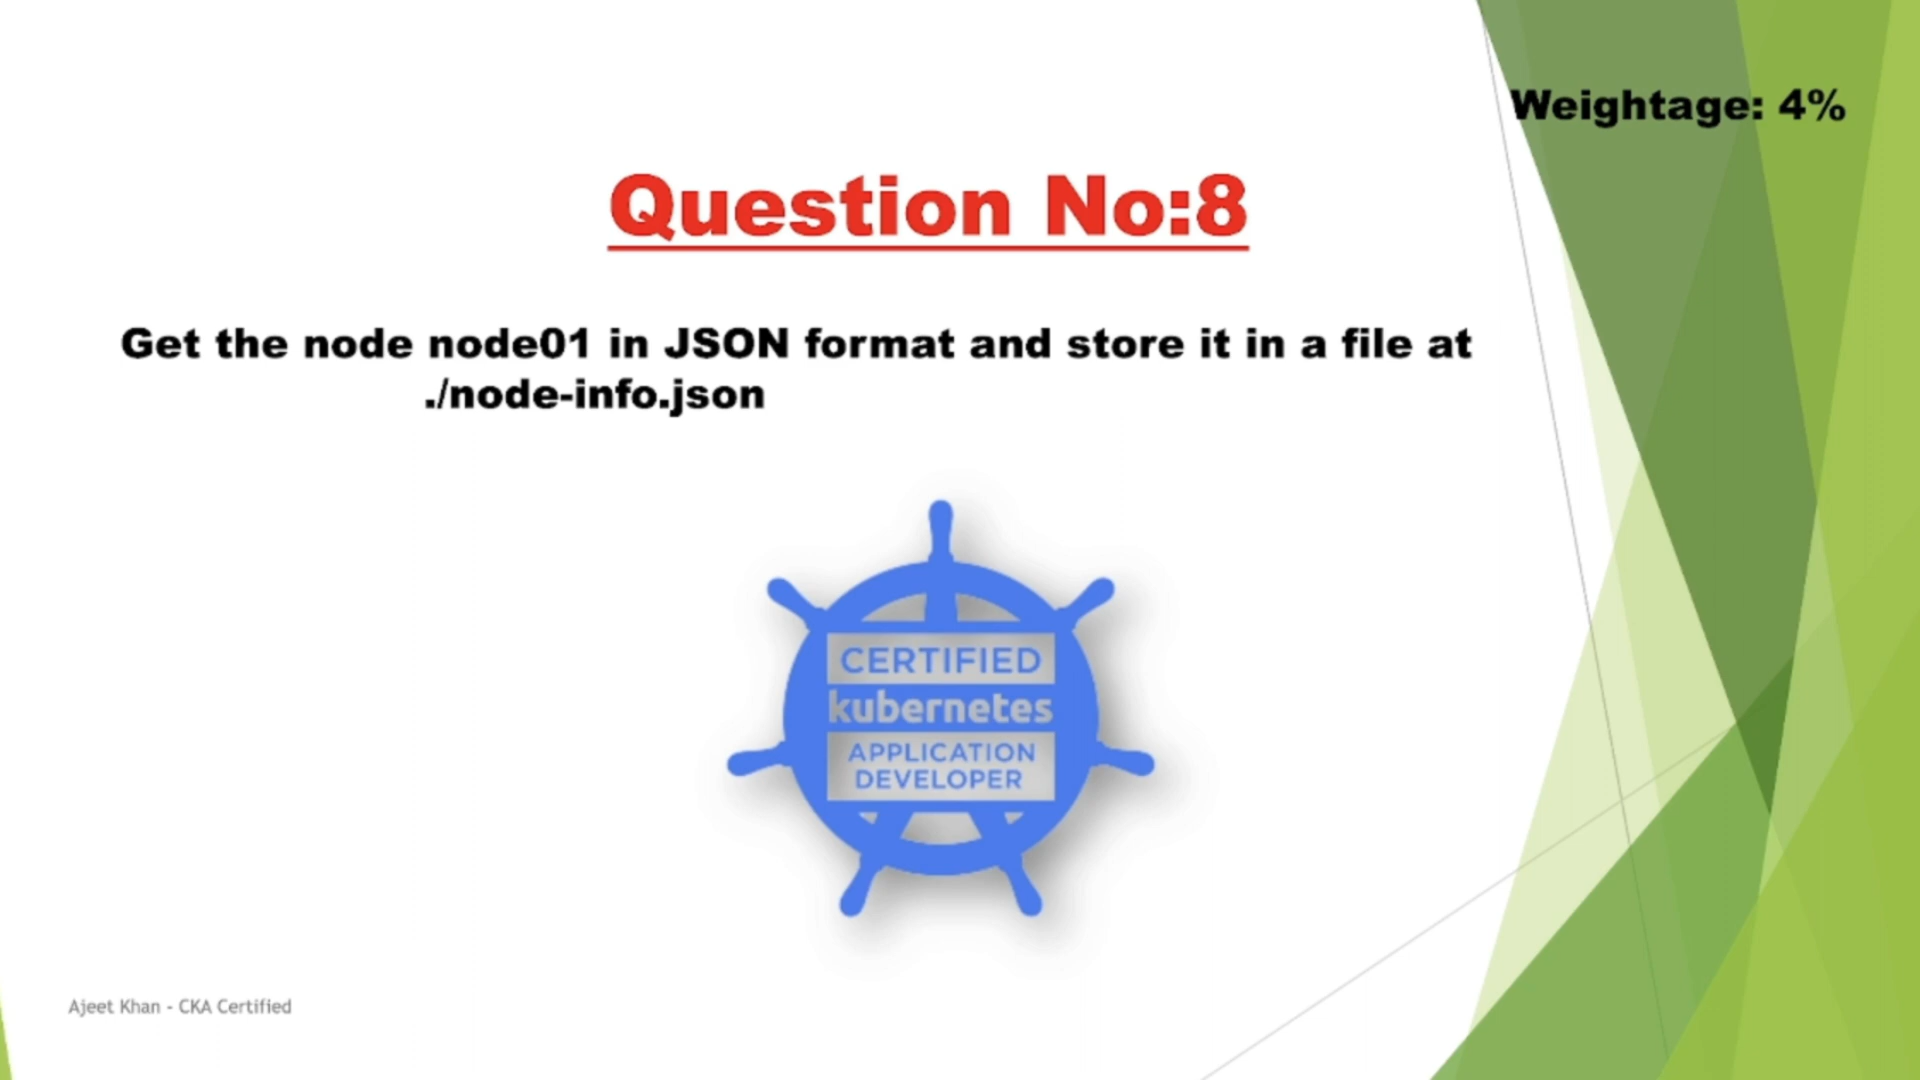 Weightage: 4%
Question No:8
Get the node node01 in JSON format and store it in a file at
./node-info.json
CERTIFIED
kubernetes
APPLICATION
DEVELOPER
Ajeet Khan - CKA Certified